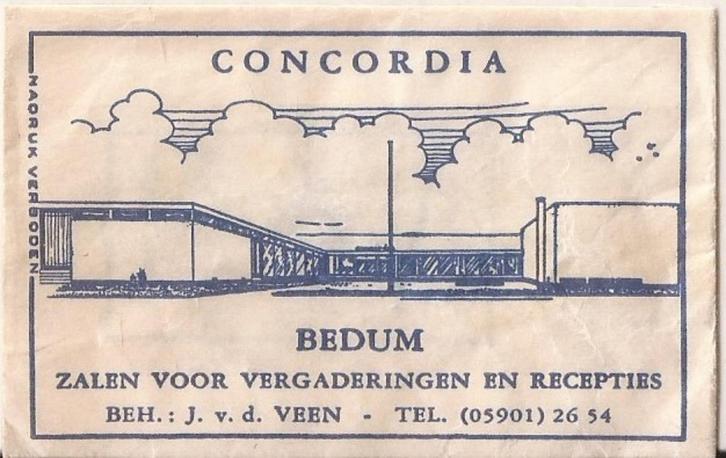 CONCORDIA
NADRUK VERBODEN
BEDUM
ZALEN VOOR VERGADERINGEN EN RECEPTIES
BEH.: J. v. d. VEEN - TEL. (05901) 26 54